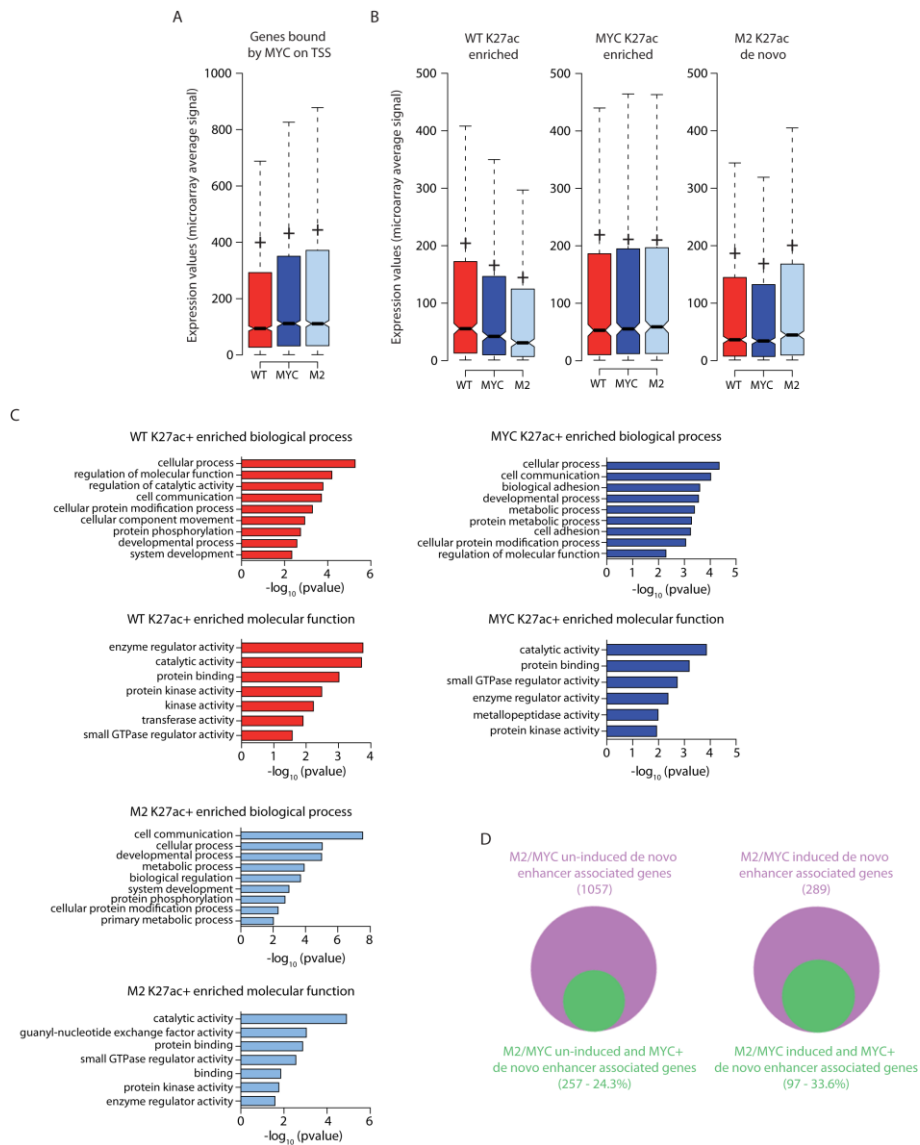 A
Genes bound
by MYC on TSS
Expression values (microarray average signal)
1000
800
600
400
200
0
WT MYC M2
B
WT K27ac
enriched
MYC K27ac
enriched
M2 K27ac
de novo
Expression values (microarray average signal)
500
400
300
200
100
0
WT MYC M2
500
400
300
200
100
0
WT MYC M2
500
400
300
200
100
0
WT MYC M2
C
WT K27ac+ enriched biological process
cellular process
regulation of molecular function
regulation of catalytic activity
cell communication
cellular protein modification process
cellular component movement
protein phosphorylation
developmental process
system development
0 2 4 6
-log10 (pvalue)
MYC K27ac+ enriched biological process
cellular process
cell communication
biological adhesion
developmental process
metabolic process
protein metabolic process
cell adhesion
cellular protein modification process
regulation of molecular function
0 1 2 3 4 5
-log10 (pvalue)
WT K27ac+ enriched molecular function
enzyme regulator activity
catalytic activity
protein binding
protein kinase activity
kinase activity
transferase activity
small GTPase regulator activity
0 1 2 3 4
-log10 (pvalue)
MYC K27ac+ enriched molecular function
catalytic activity
protein binding
small GTPase regulator activity
enzyme regulator activity
metallopeptidase activity
protein kinase activity
0 1 2 3 4 5
-log10 (pvalue)
M2 K27ac+ enriched biological process
cell communication
cellular process
developmental process
metabolic process
biological regulation
system development
protein phosphorylation
cellular protein modification process
primary metabolic process
0 2 4 6 8
-log10 (pvalue)
M2 K27ac+ enriched molecular function
catalytic activity
guanyl-nucleotide exchange factor activity
protein binding
small GTPase regulator activity
binding
protein kinase activity
enzyme regulator activity
0 1 2 3 4 5 6
-log10 (pvalue)
D
M2/MYC un-induced de novo
enhancer associated genes
(1057)
M2/MYC un-induced and MYC+
de novo enhancer associated genes
(257 - 24.3%)
M2/MYC induced de novo
enhancer associated genes
(289)
M2/MYC induced and MYC+
de novo enhancer associated genes
(97 - 33.6%)